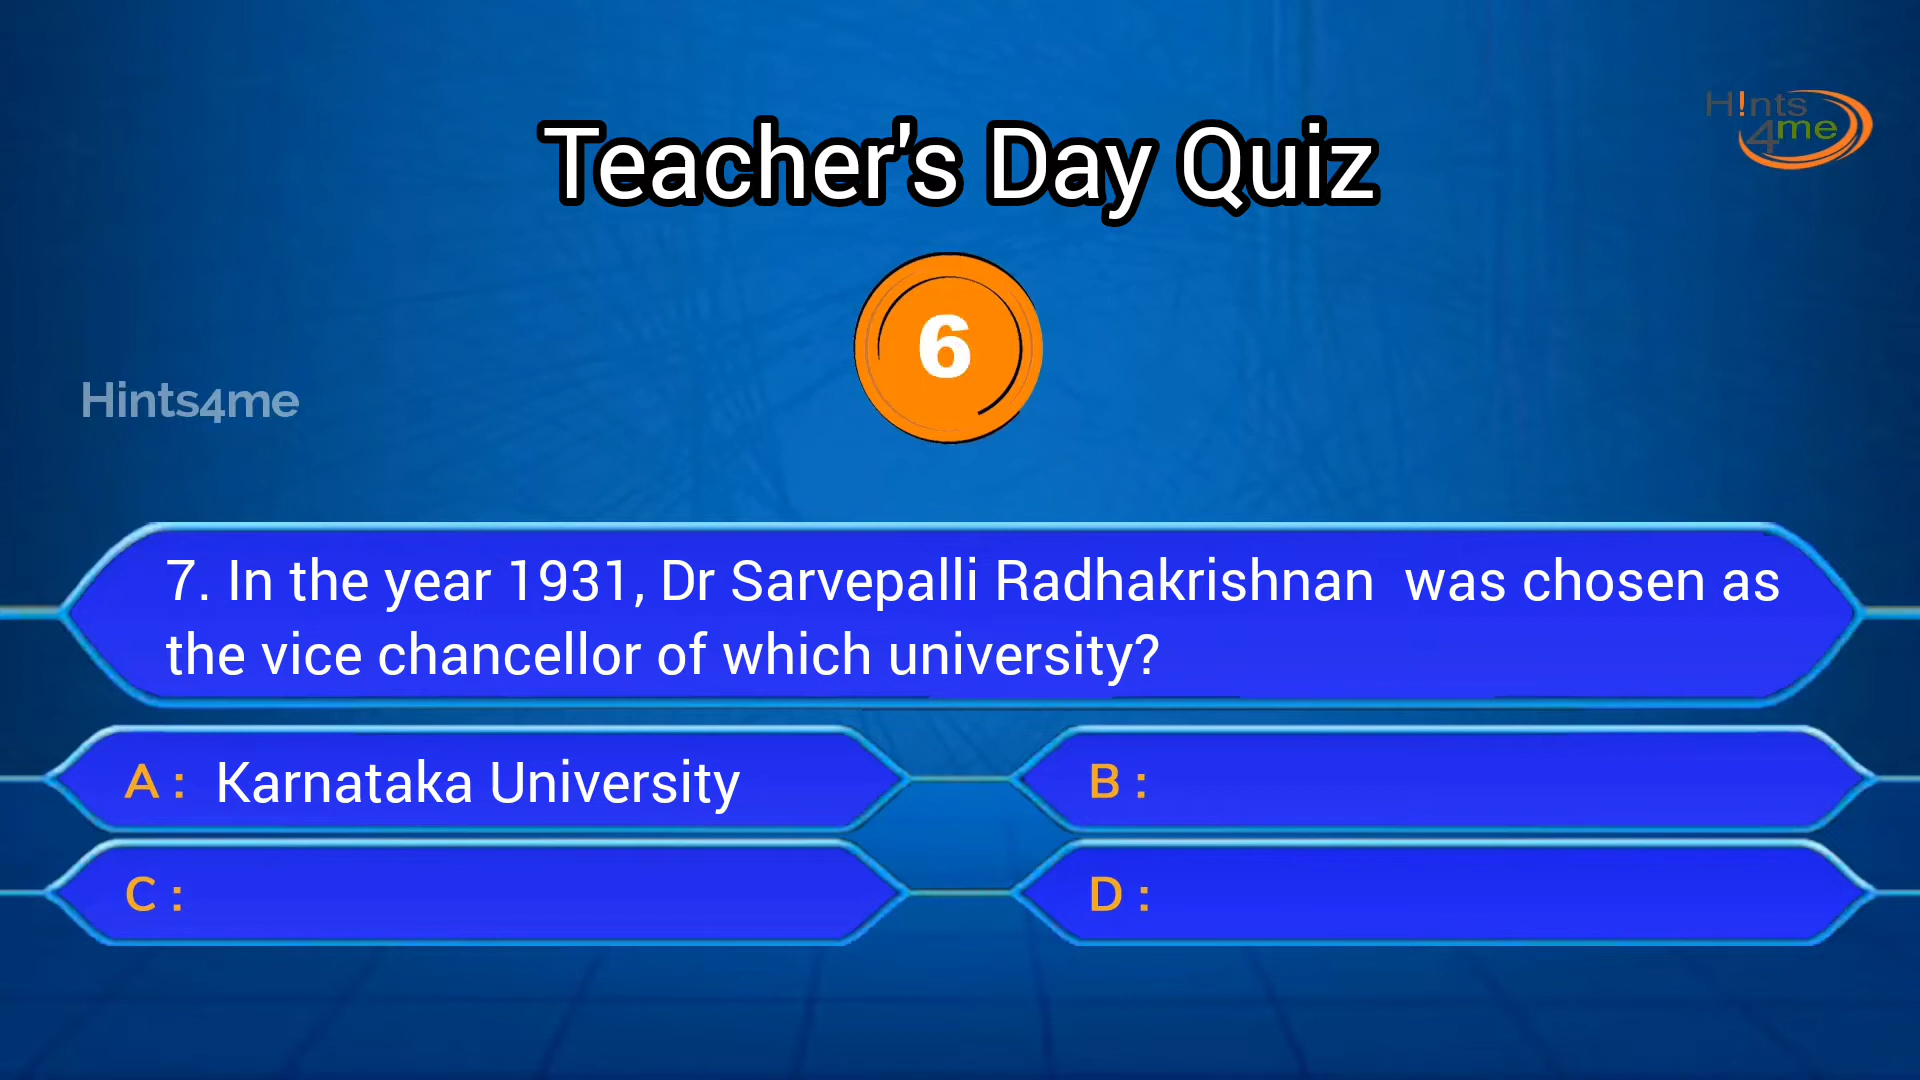 H!nts
4me
Teacher's Day Quiz
6
Hints4me
7. In the year 1931, Dr Sarvepalli Radhakrishnan  was chosen as
the vice chancellor of which university?
A : Karnataka University
B :
C :
D :